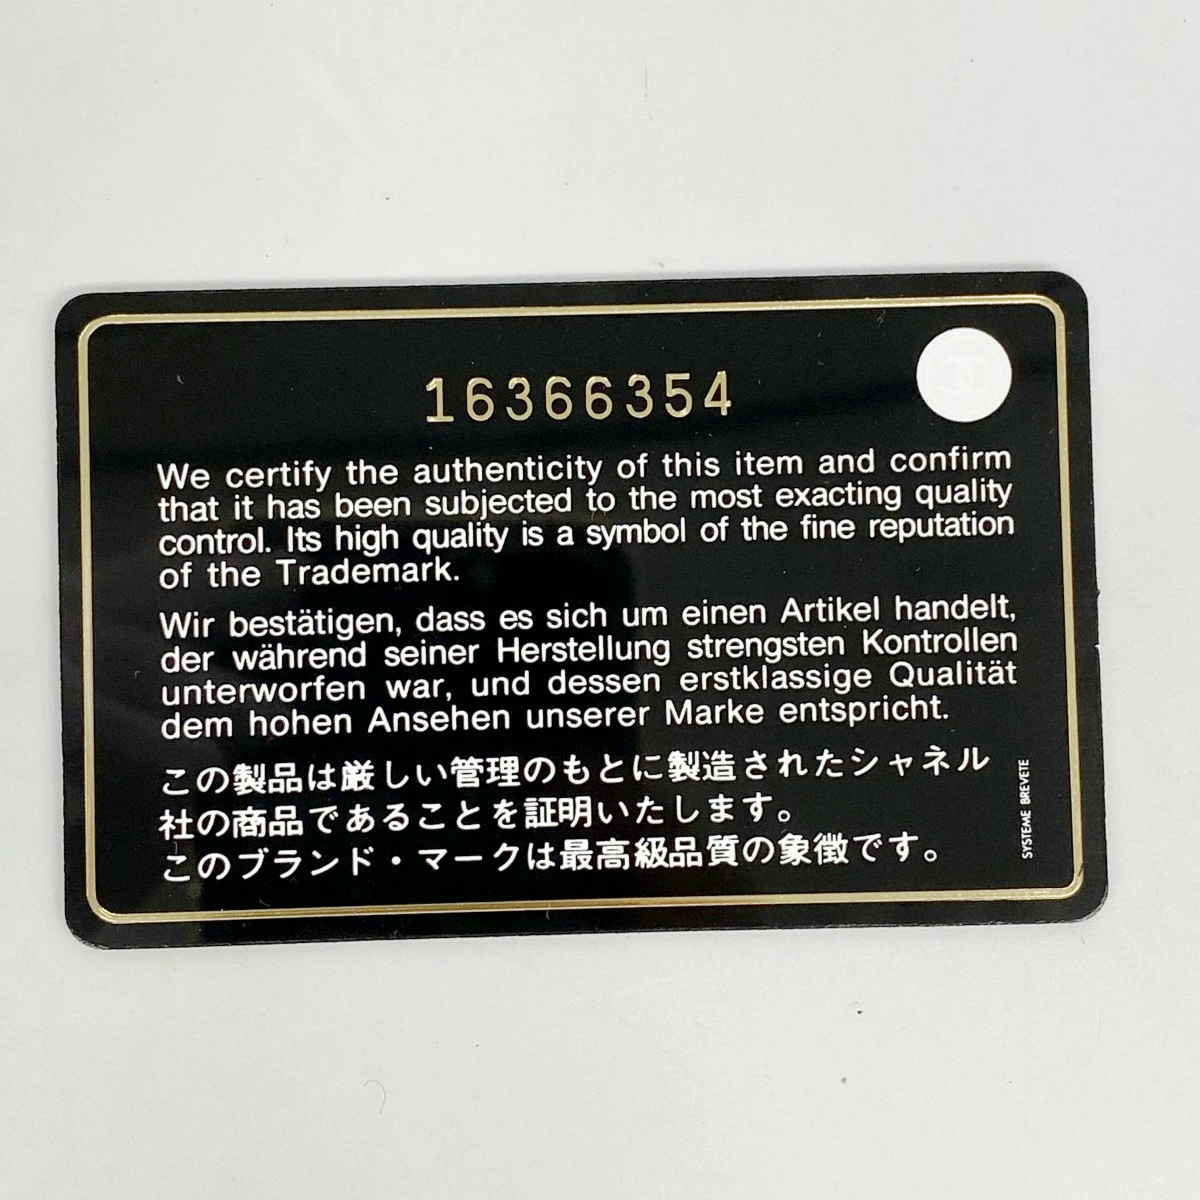 16366354
We certify the authenticity of this item and confirm
that it has been subjected to the most exacting quality
control. Its high quality is a symbol of the fine reputation
of the Trademark.
Wir bestätigen, dass es sich um einen Artikel handelt,
der während seiner Herstellung strengsten Kontrollen
unterworfen war, und dessen erstklassige Qualität
dem hohen Ansehen unserer Marke entspricht.
この製品は厳しい管理のもとに製造されたシャネル
社の商品であることを証明いたします。
このブランド・マークは最高級品質の象徴です。
SYSTEME BREVETE